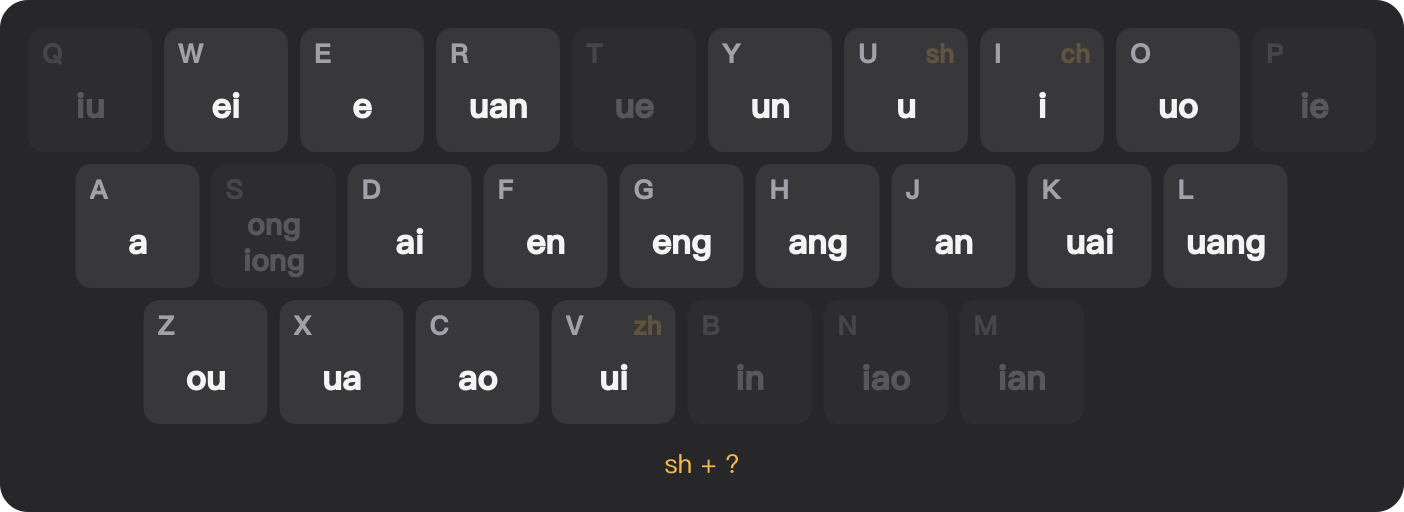 Q W E R T Y U sh I ch O P
iu ei e uan ue un u i uo ie
A S D F G H J K L
a ong iong ai en eng ang an uai uang
Z X C V zh B N M
ou ua ao ui in iao ian
sh + ?